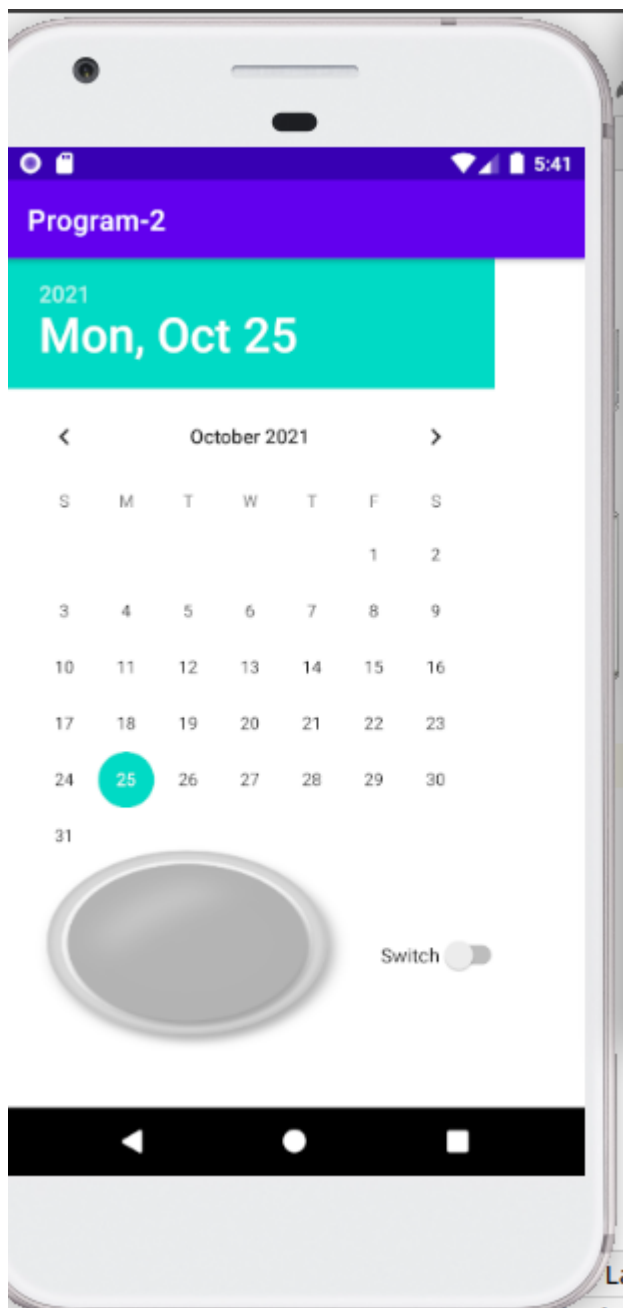 5:41
Program-2
2021
Mon, Oct 25
October 2021
S M T W T F S
1 2
3 4 5 6 7 8 9
10 11 12 13 14 15 16
17 18 19 20 21 22 23
24 25 26 27 28 29 30
31
Switch